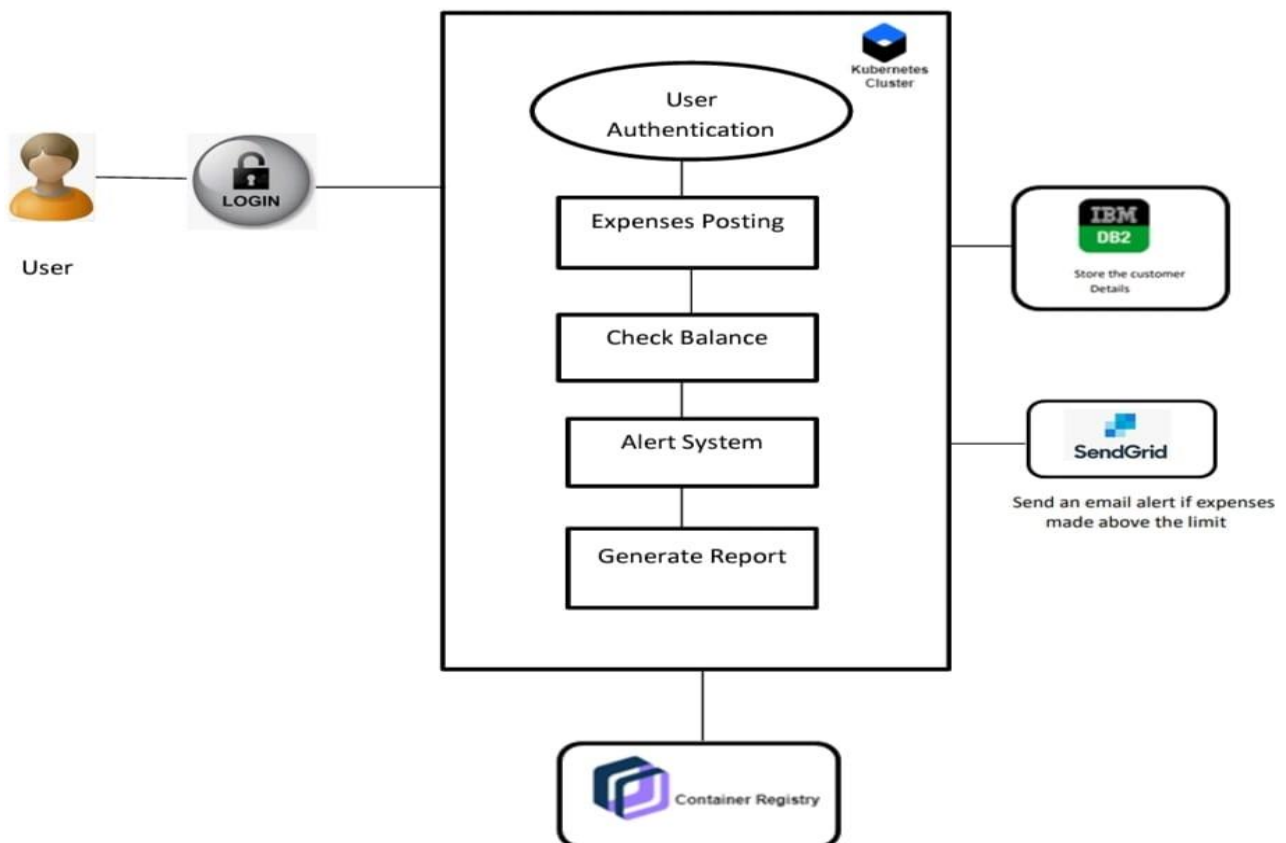 Kubernetes
Cluster
User
Authentication
LOGIN
User
Expenses Posting
IBM
DB2
Store the customer
Details
Check Balance
Alert System
SendGrid
Send an email alert if expenses
made above the limit
Generate Report
Container Registry